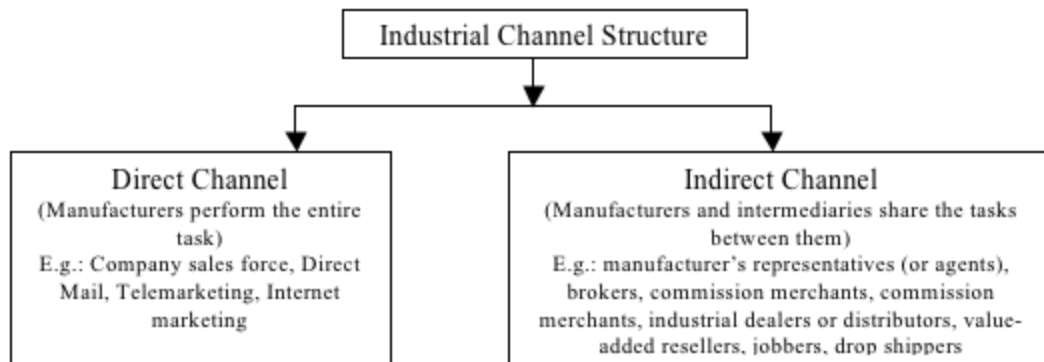 Industrial Channel Structure
Direct Channel
(Manufacturers perform the entire
task)
E.g.: Company sales force, Direct
Mail, Telemarketing, Internet
marketing
Indirect Channel
(Manufacturers and intermediaries share the tasks
between them)
E.g.: manufacturer's representatives (or agents),
brokers, commission merchants, commission
merchants, industrial dealers or distributors, value-
added resellers, jobbers, drop shippers